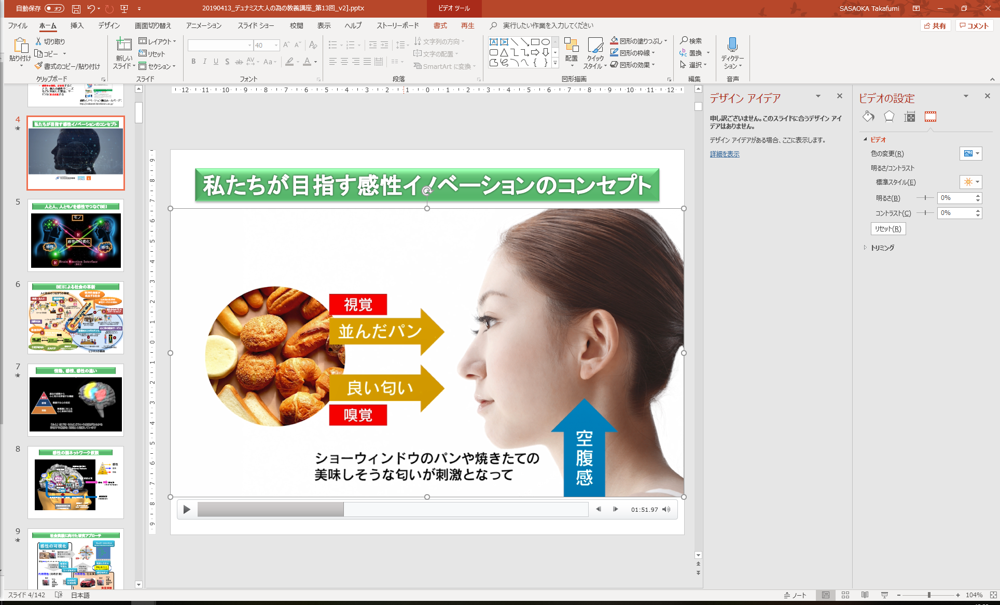 自動保存 オフ
20190413_デュナミス大人の為の教養講座_第13回_v2].pptx
ビデオ ツール
SASAOKA Takafumi
ファイル ホーム 挿入 デザイン 画面切り替え アニメーション スライド ショー 校閲 表示 ヘルプ ストーリーボード 書式 再生 実行したい作業を入力してください
共有 コメント
貼り付け
切り取り
コピー
書式のコピー/貼り付け
クリップボード
新しい
スライド
レイアウト
リセット
セクション
スライド
40
フォント
文字列の方向
文字の配置
SmartArt に変換
段落
配置
クイック
スタイル
図形の塗りつぶし
図形の枠線
図形の効果
図形描画
検索
置換
選択
編集
ディクテー
ション
音声
4
私たちが目指す感性イノベーションのコンセプト
5
人と人、人とモノを感性でつなぐBEI
モノ
感性の可視化
感性
感性
Brain Emotion Interface
6
BEIによる社会の革新
7
情動、感情、感性の違い
8
感性の脳ネットワーク仮説
9
社会実装に向けた研究アプローチ
感性の可視化
私たちが目指す感性イノベーションのコンセプト
視覚
並んだパン
良い匂い
嗅覚
空腹感
ショーウィンドウのパンや焼きたての
美味しそうな匂いが刺激となって
01:51.97
デザイン アイデア
申し訳ございません。このスライドに合うデザイン アイ
デアはありません。
デザイン アイデアがある場合、ここに表示します。
詳細を表示
ビデオの設定
ビデオ
色の変更(R)
明るさ/コントラスト
標準スタイル(E)
明るさ(B) 0%
コントラスト(C) 0%
リセット(R)
トリミング
スライド 4/142 日本語
ノート
104%